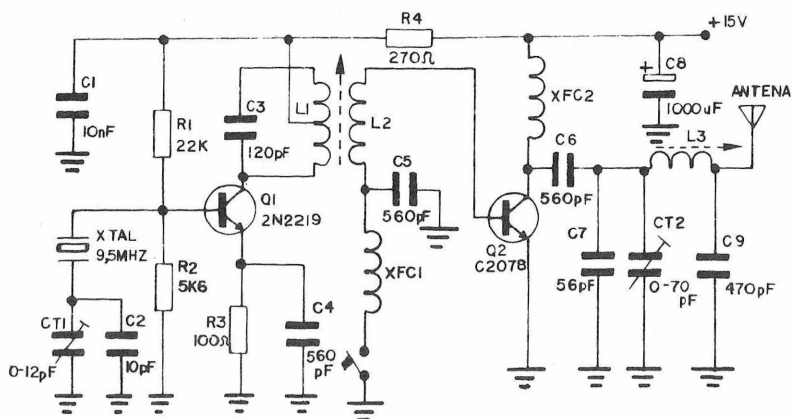 R4
270Ω
+15V
C1
10nF
R1
22K
C3
120pF
L1
L2
XFC2
+
C8
1000uF
ANTENA
L3
C6
560pF
C5
560pF
Q1
2N2219
XTAL
9,5MHZ
R2
5K6
XFC1
Q2
C2078
C7
56pF
CT2
0-70
pF
C9
470pF
CT1
0-12pF
C2
10pF
R3
100Ω
C4
560
pF